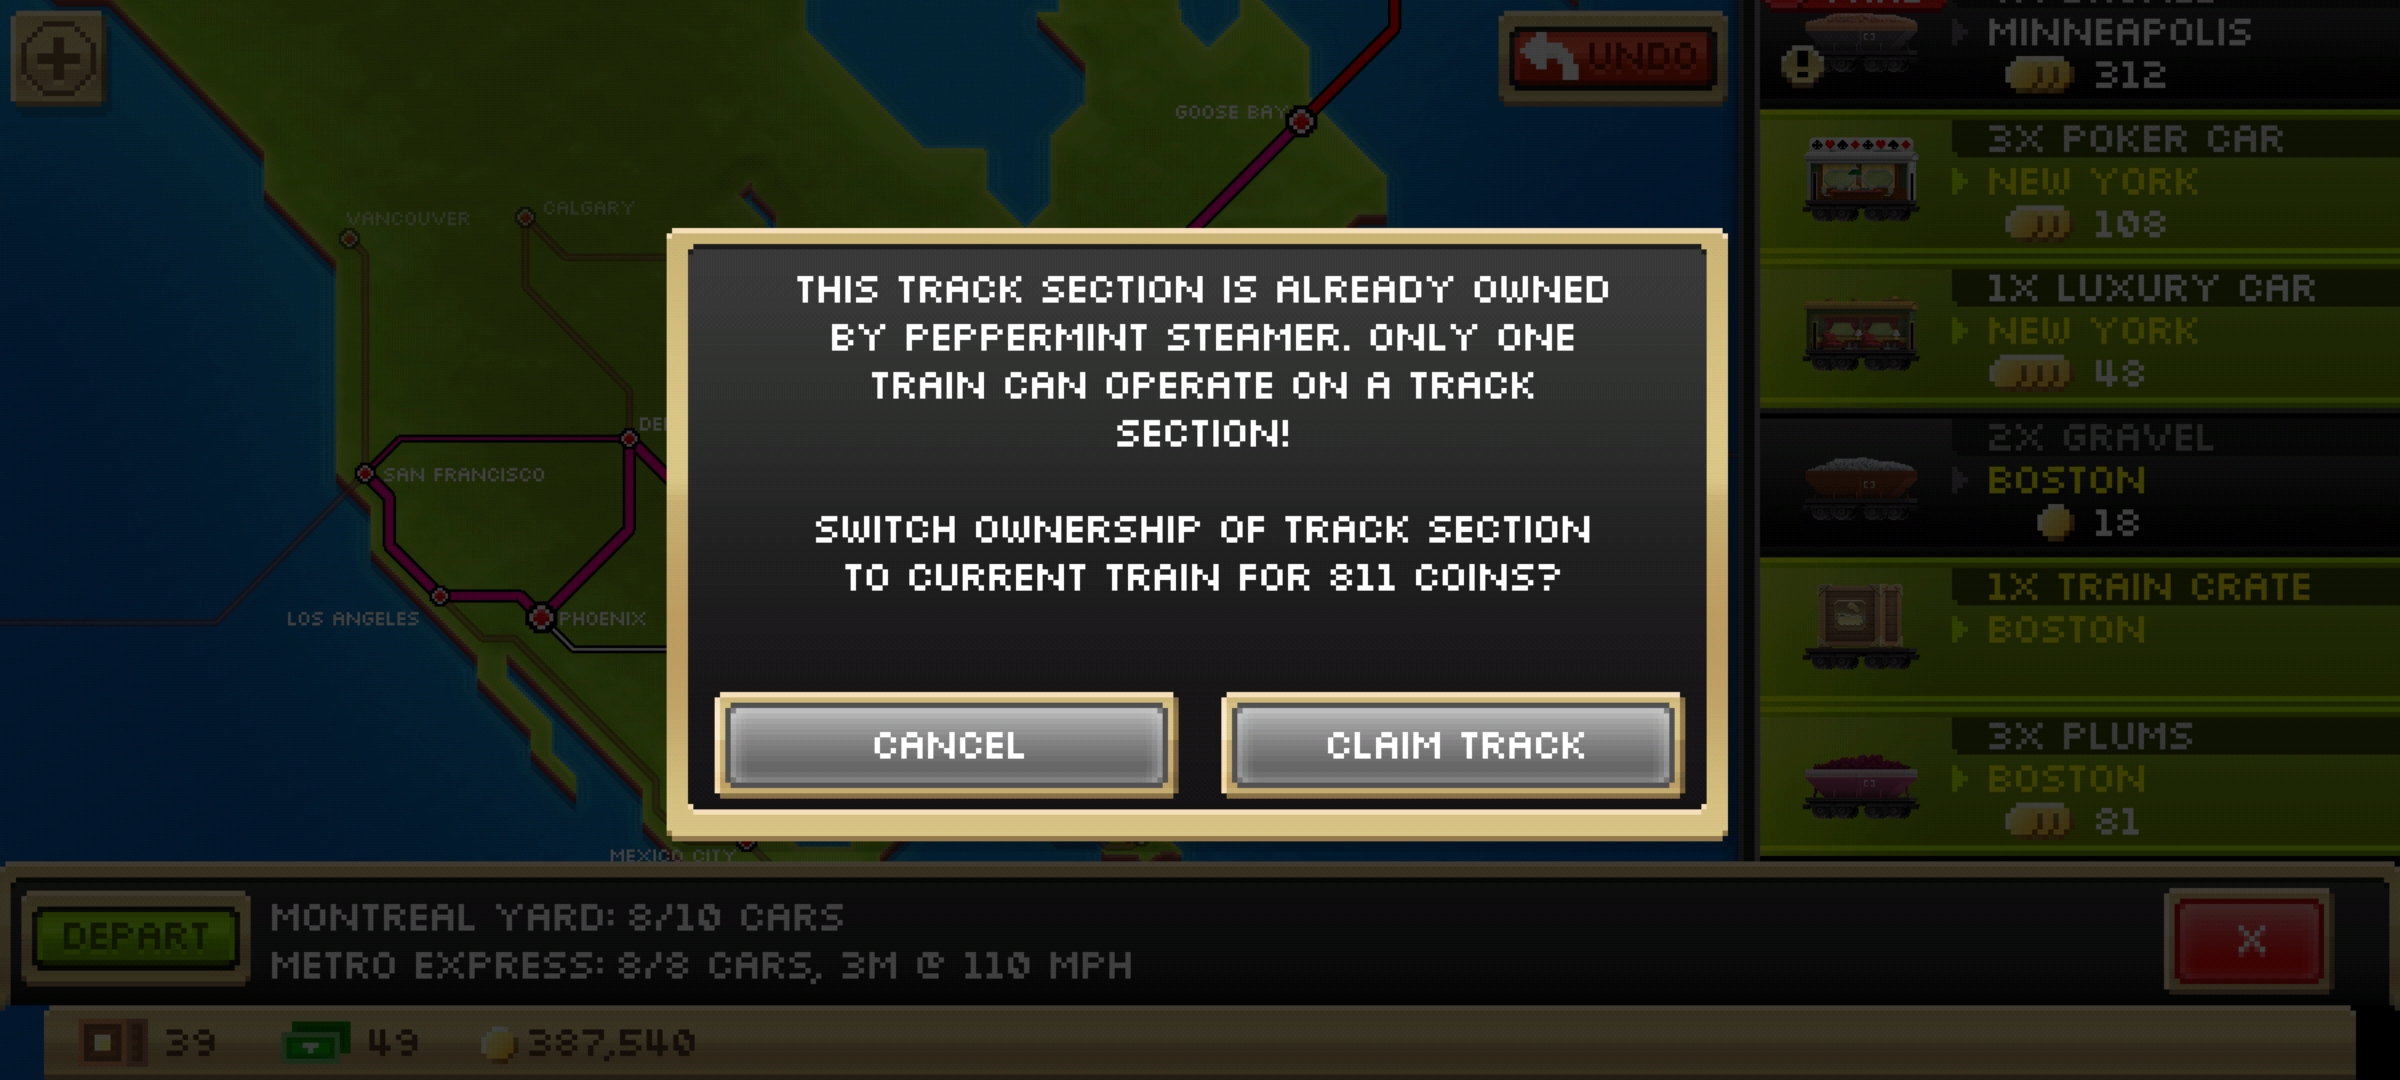 UNDO
MINNEAPOLIS
312
GOOSE BAY
3X POKER CAR
NEW YORK
108
VANCOUVER
CALGARY
THIS TRACK SECTION IS ALREADY OWNED
BY PEPPERMINT STEAMER. ONLY ONE
TRAIN CAN OPERATE ON A TRACK
SECTION!
SWITCH OWNERSHIP OF TRACK SECTION
TO CURRENT TRAIN FOR 811 COINS?
CANCEL
CLAIM TRACK
1X LUXURY CAR
NEW YORK
48
SAN FRANCISCO
LOS ANGELES
PHOENIX
MEXICO CITY
2X GRAVEL
BOSTON
18
1X TRAIN CRATE
BOSTON
3X PLUMS
BOSTON
81
DEPART
MONTREAL YARD: 8/10 CARS
METRO EXPRESS: 8/8 CARS, 3M @ 110 MPH
X
39
49
387,540